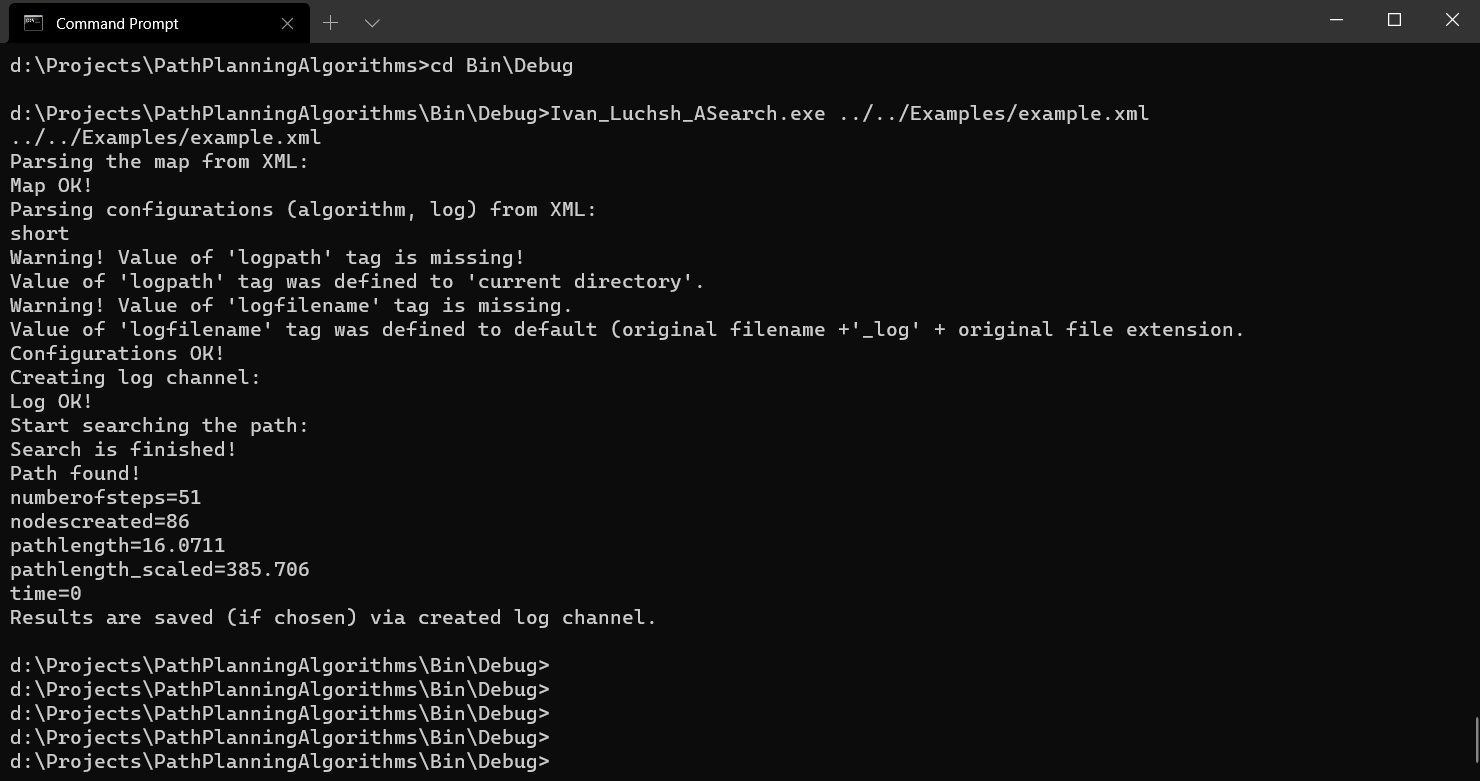 Command Prompt
d:\Projects\PathPlanningAlgorithms>cd Bin\Debug
d:\Projects\PathPlanningAlgorithms\Bin\Debug>Ivan_Luchsh_ASearch.exe ../../Examples/example.xml
../../Examples/example.xml
Parsing the map from XML:
Map OK!
Parsing configurations (algorithm, log) from XML:
short
Warning! Value of 'logpath' tag is missing!
Value of 'logpath' tag was defined to 'current directory'.
Warning! Value of 'logfilename' tag is missing.
Value of 'logfilename' tag was defined to default (original filename +'_log' + original file extension.
Configurations OK!
Creating log channel:
Log OK!
Start searching the path:
Search is finished!
Path found!
numberofsteps=51
nodescreated=86
pathlength=16.0711
pathlength_scaled=385.706
time=0
Results are saved (if chosen) via created log channel.
d:\Projects\PathPlanningAlgorithms\Bin\Debug>
d:\Projects\PathPlanningAlgorithms\Bin\Debug>
d:\Projects\PathPlanningAlgorithms\Bin\Debug>
d:\Projects\PathPlanningAlgorithms\Bin\Debug>
d:\Projects\PathPlanningAlgorithms\Bin\Debug>